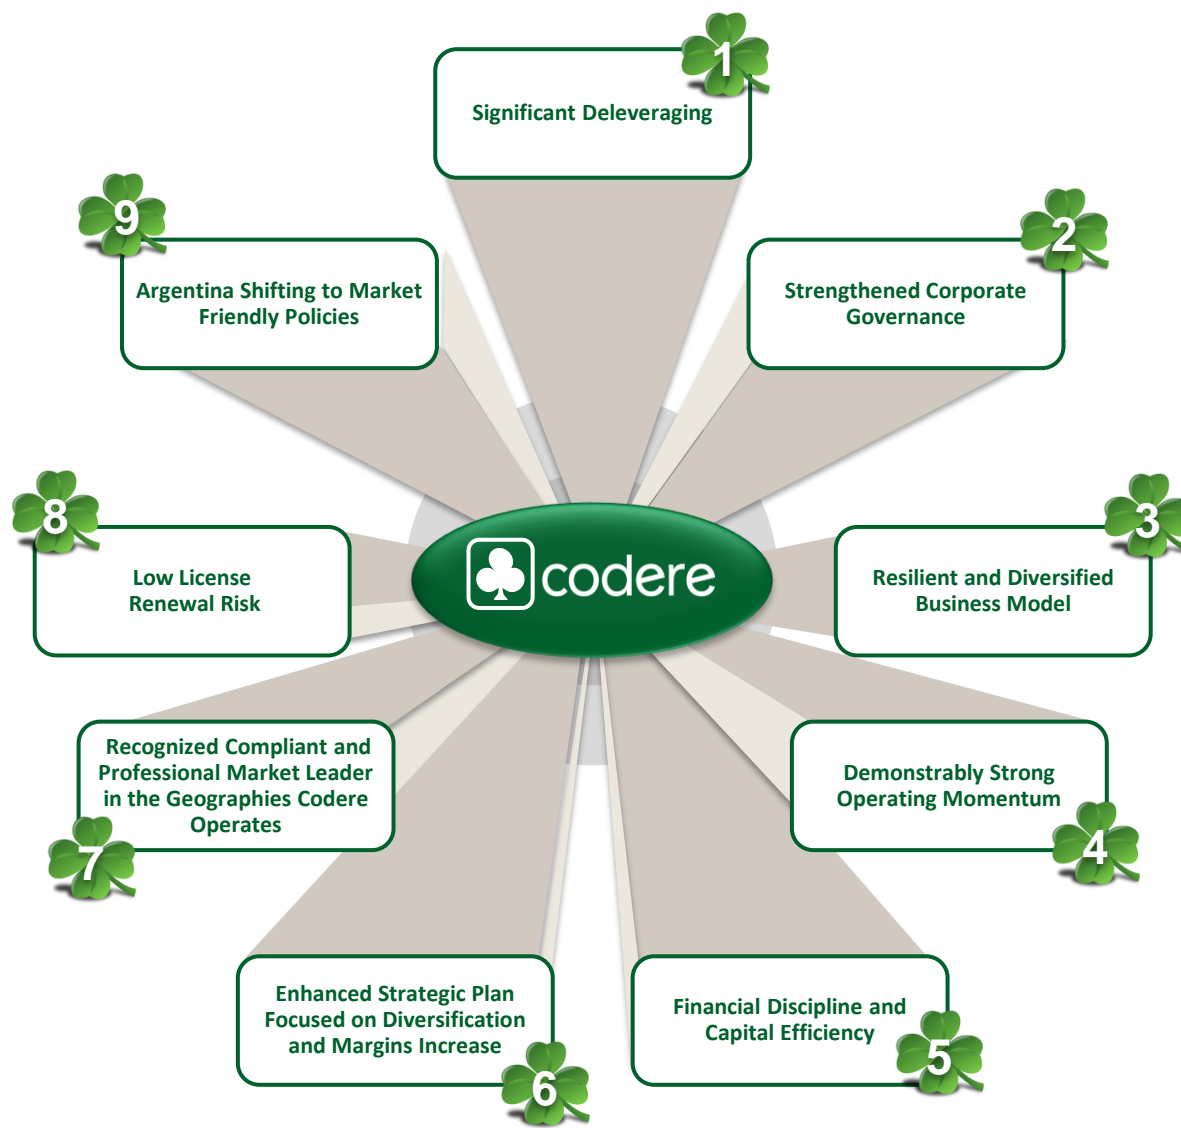 1
Significant Deleveraging
2
Strengthened Corporate
Governance
3
Resilient and Diversified
Business Model
4
Demonstrably Strong
Operating Momentum
5
Financial Discipline and
Capital Efficiency
6
Enhanced Strategic Plan
Focused on Diversification
and Margins Increase
7
Recognized Compliant and
Professional Market Leader
in the Geographies Codere
Operates
8
Low License
Renewal Risk
9
Argentina Shifting to Market
Friendly Policies
codere